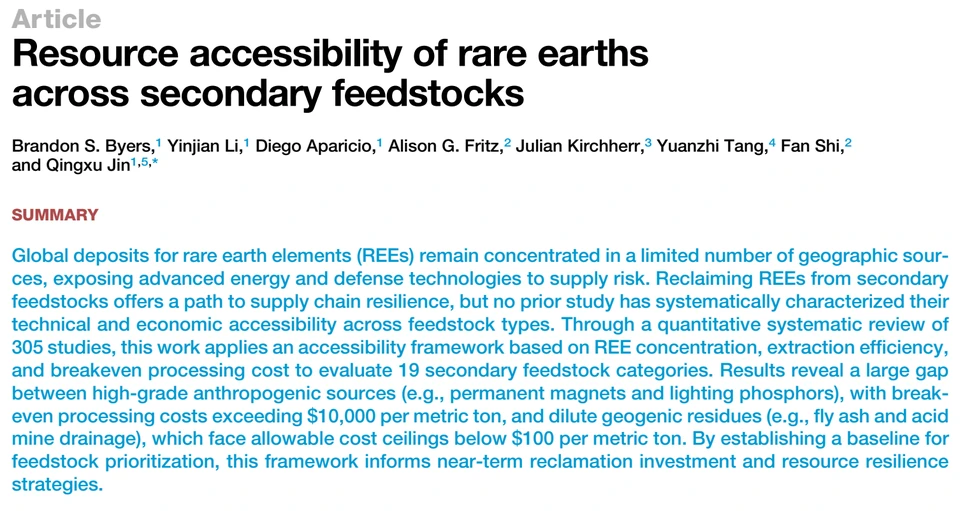 Article
Resource accessibility of rare earths
across secondary feedstocks
Brandon S. Byers,1 Yinjian Li,1 Diego Aparicio,1 Alison G. Fritz,2 Julian Kirchherr,3 Yuanzhi Tang,4 Fan Shi,2
and Qingxu Jin1,5,*
SUMMARY
Global deposits for rare earth elements (REEs) remain concentrated in a limited number of geographic sour-
ces, exposing advanced energy and defense technologies to supply risk. Reclaiming REEs from secondary
feedstocks offers a path to supply chain resilience, but no prior study has systematically characterized their
technical and economic accessibility across feedstock types. Through a quantitative systematic review of
305 studies, this work applies an accessibility framework based on REE concentration, extraction efficiency,
and breakeven processing cost to evaluate 19 secondary feedstock categories. Results reveal a large gap
between high-grade anthropogenic sources (e.g., permanent magnets and lighting phosphors), with break-
even processing costs exceeding $10,000 per metric ton, and dilute geogenic residues (e.g., fly ash and acid
mine drainage), which face allowable cost ceilings below $100 per metric ton. By establishing a baseline for
feedstock prioritization, this framework informs near-term reclamation investment and resource resilience
strategies.